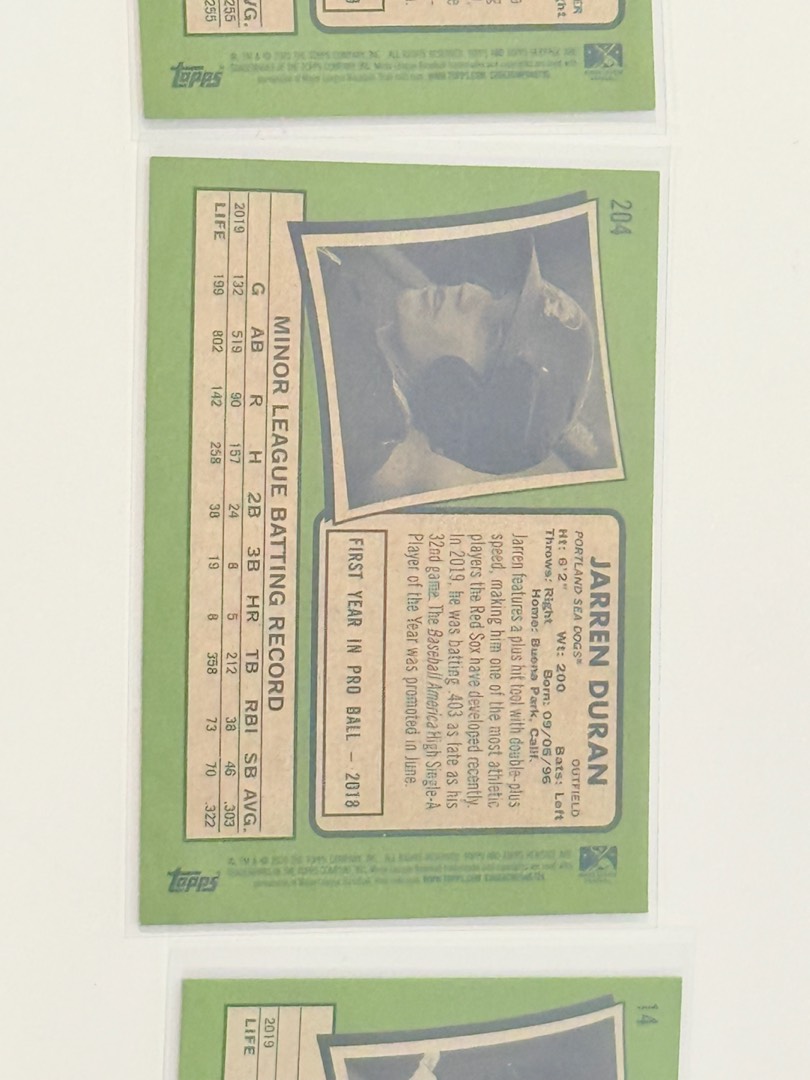 ER
ht
VG.
255
255
topps
204
JARREN DURAN
PORTLAND SEA DOGS® OUTFIELD
Ht: 6'2" Wt: 200 Bats: Left
Throws: Right Born: 09/05/96
Home: Buena Park, Calif.
Jarren features a plus hit tool with double-plus
speed, making him one of the most athletic
players the Red Sox have developed recently.
In 2019, he was batting .403 as late as his
32nd game. The Baseball America High Single-A
Player of the Year was promoted in June.
FIRST YEAR IN PRO BALL – 2018
MINOR LEAGUE BATTING RECORD
G AB R H 2B 3B HR TB RBI SB AVG.
2019 132 519 90 157 24 8 5 212 38 46 .303
LIFE 199 802 142 258 38 19 8 358 73 70 .322
topps
14
2019
LIFE